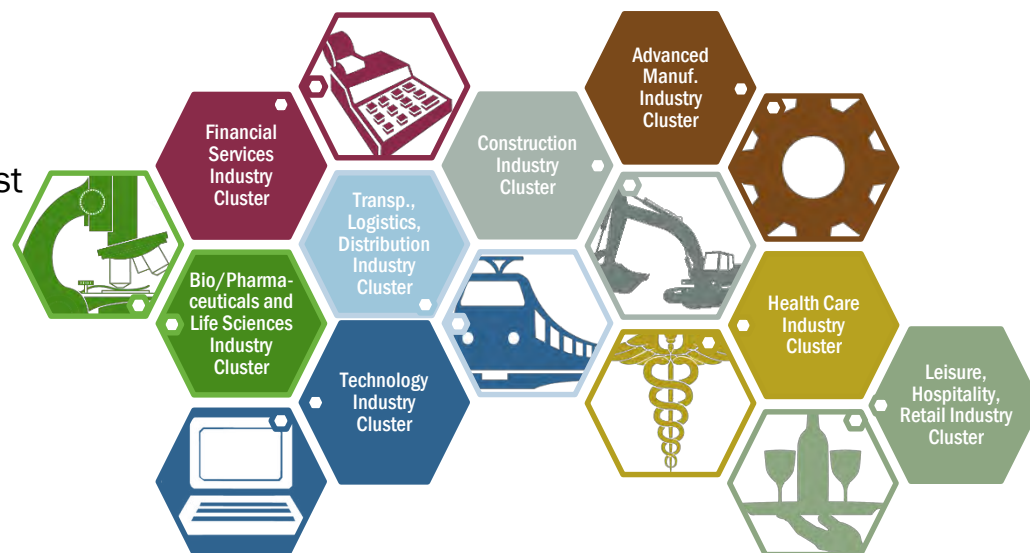 st
Financial
Services
Industry
Cluster
Construction
Industry
Cluster
Advanced
Manuf.
Industry
Cluster
Transp.,
Logistics,
Distribution
Industry
Cluster
Bio/Pharma-
ceuticals and
Life Sciences
Industry
Cluster
Technology
Industry
Cluster
Health Care
Industry
Cluster
Leisure,
Hospitality,
Retail Industry
Cluster